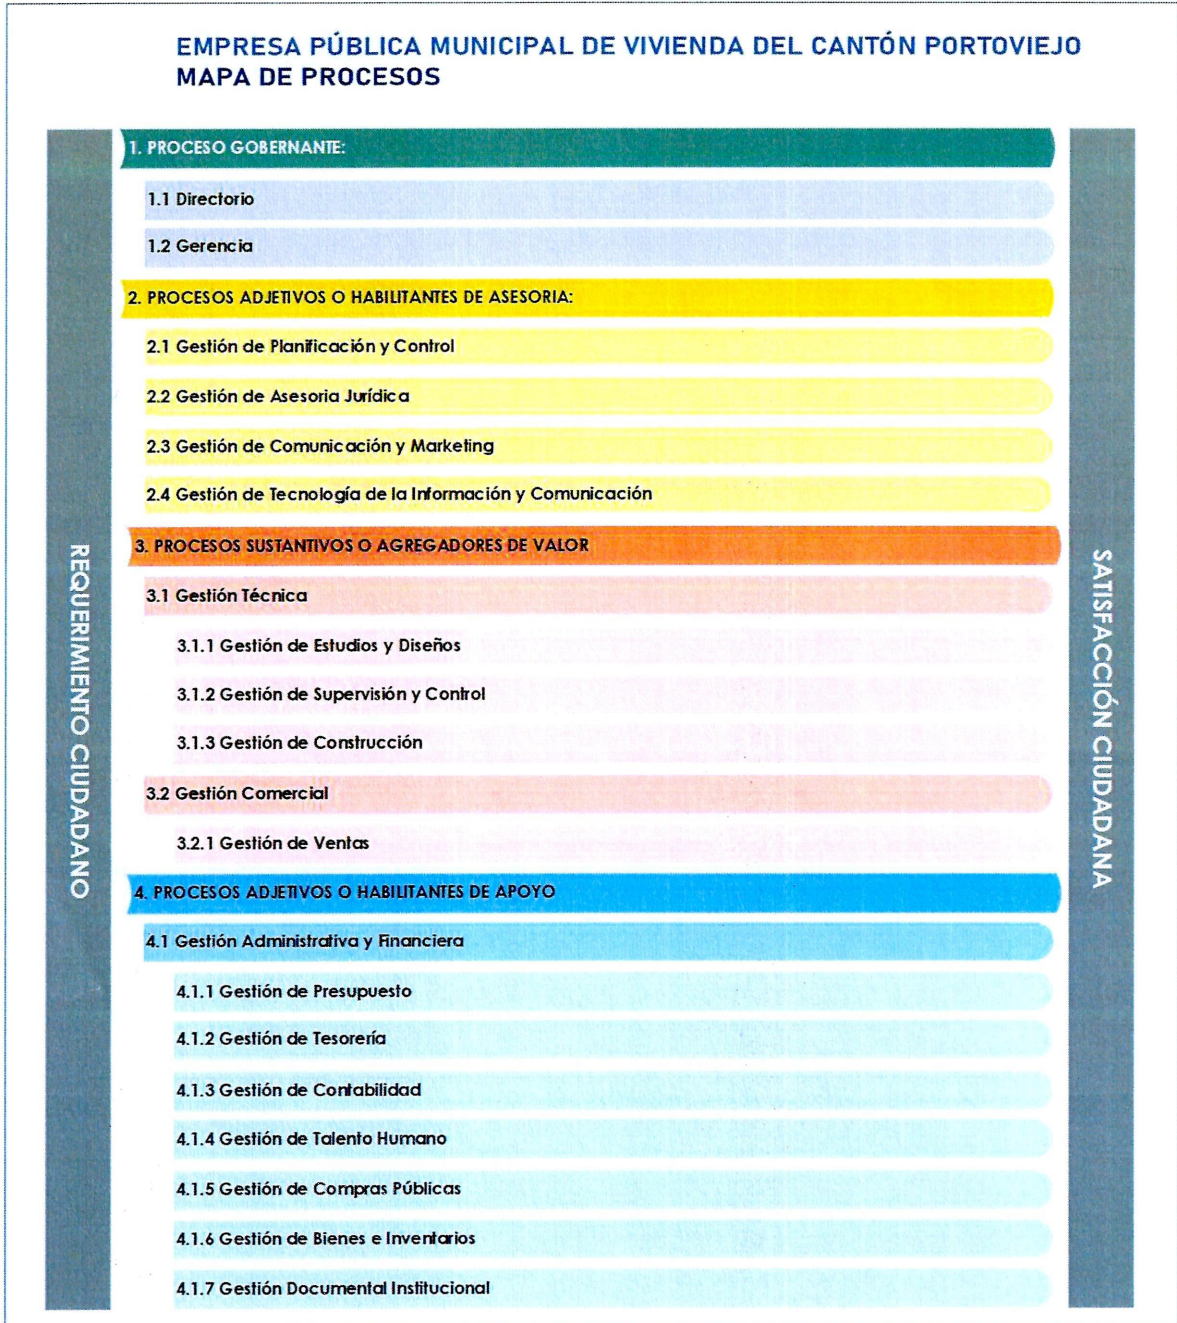 EMPRESA PÚBLICA MUNICIPAL DE VIVIENDA DEL CANTÓN PORTOVIEJO
MAPA DE PROCESOS
REQUERIMIENTO CIUDADANO
1. PROCESO GOBERNANTE:
1.1 Directorio
1.2 Gerencia
2. PROCESOS ADJETIVOS O HABILITANTES DE ASESORIA:
2.1 Gestión de Planificación y Control
2.2 Gestión de Asesoria Jurídica
2.3 Gestión de Comunicación y Marketing
2.4 Gestión de Tecnología de la Información y Comunicación
3. PROCESOS SUSTANTIVOS O AGREGADORES DE VALOR
3.1 Gestión Técnica
3.1.1 Gestión de Estudios y Diseños
3.1.2 Gestión de Supervisión y Control
3.1.3 Gestión de Construcción
3.2 Gestión Comercial
3.2.1 Gestión de Ventas
4. PROCESOS ADJETIVOS O HABILITANTES DE APOYO
4.1 Gestión Administrativa y Financiera
4.1.1 Gestión de Presupuesto
4.1.2 Gestión de Tesorería
4.1.3 Gestión de Contabilidad
4.1.4 Gestión de Talento Humano
4.1.5 Gestión de Compras Públicas
4.1.6 Gestión de Bienes e Inventarios
4.1.7 Gestión Documental Institucional
SATISFACCIÓN CIUDADANA